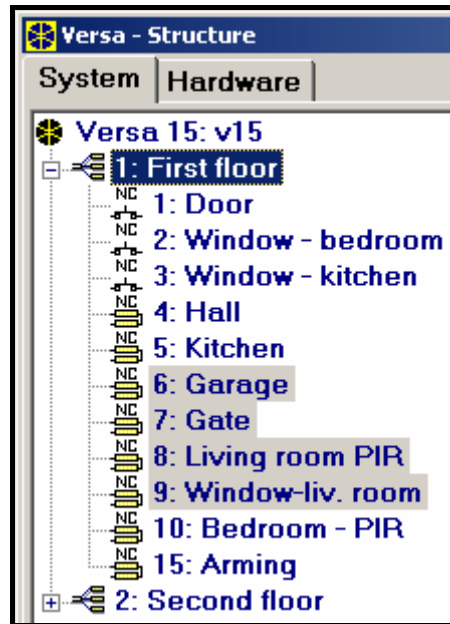 Versa - Structure
System Hardware
Versa 15: v15
1: First floor
NC 1: Door
NC 2: Window - bedroom
NC 3: Window - kitchen
NC 4: Hall
NC 5: Kitchen
NC 6: Garage
NC 7: Gate
NC 8: Living room PIR
NC 9: Window-liv. room
NC 10: Bedroom - PIR
NC 15: Arming
2: Second floor